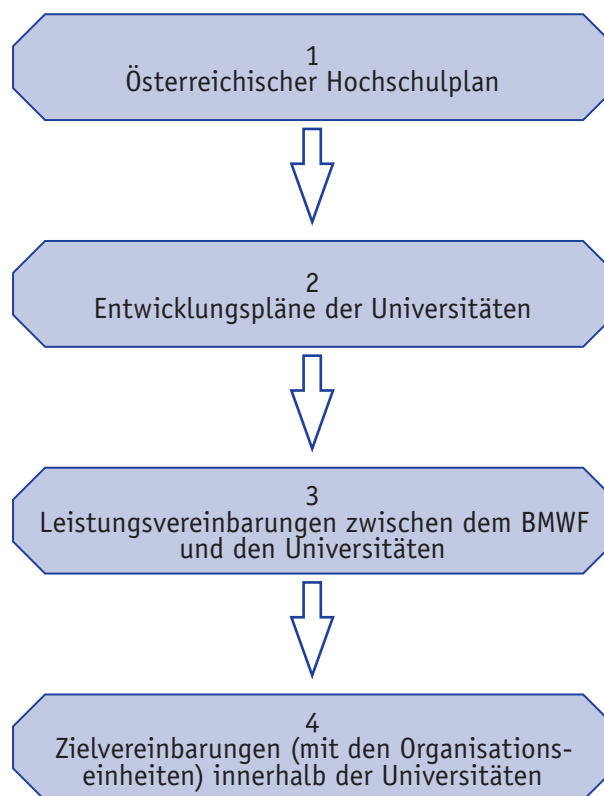 1
Österreichischer Hochschulplan
2
Entwicklungspläne der Universitäten
3
Leistungsvereinbarungen zwischen dem BMWF
und den Universitäten
4
Zielvereinbarungen (mit den Organisations-
einheiten) innerhalb der Universitäten